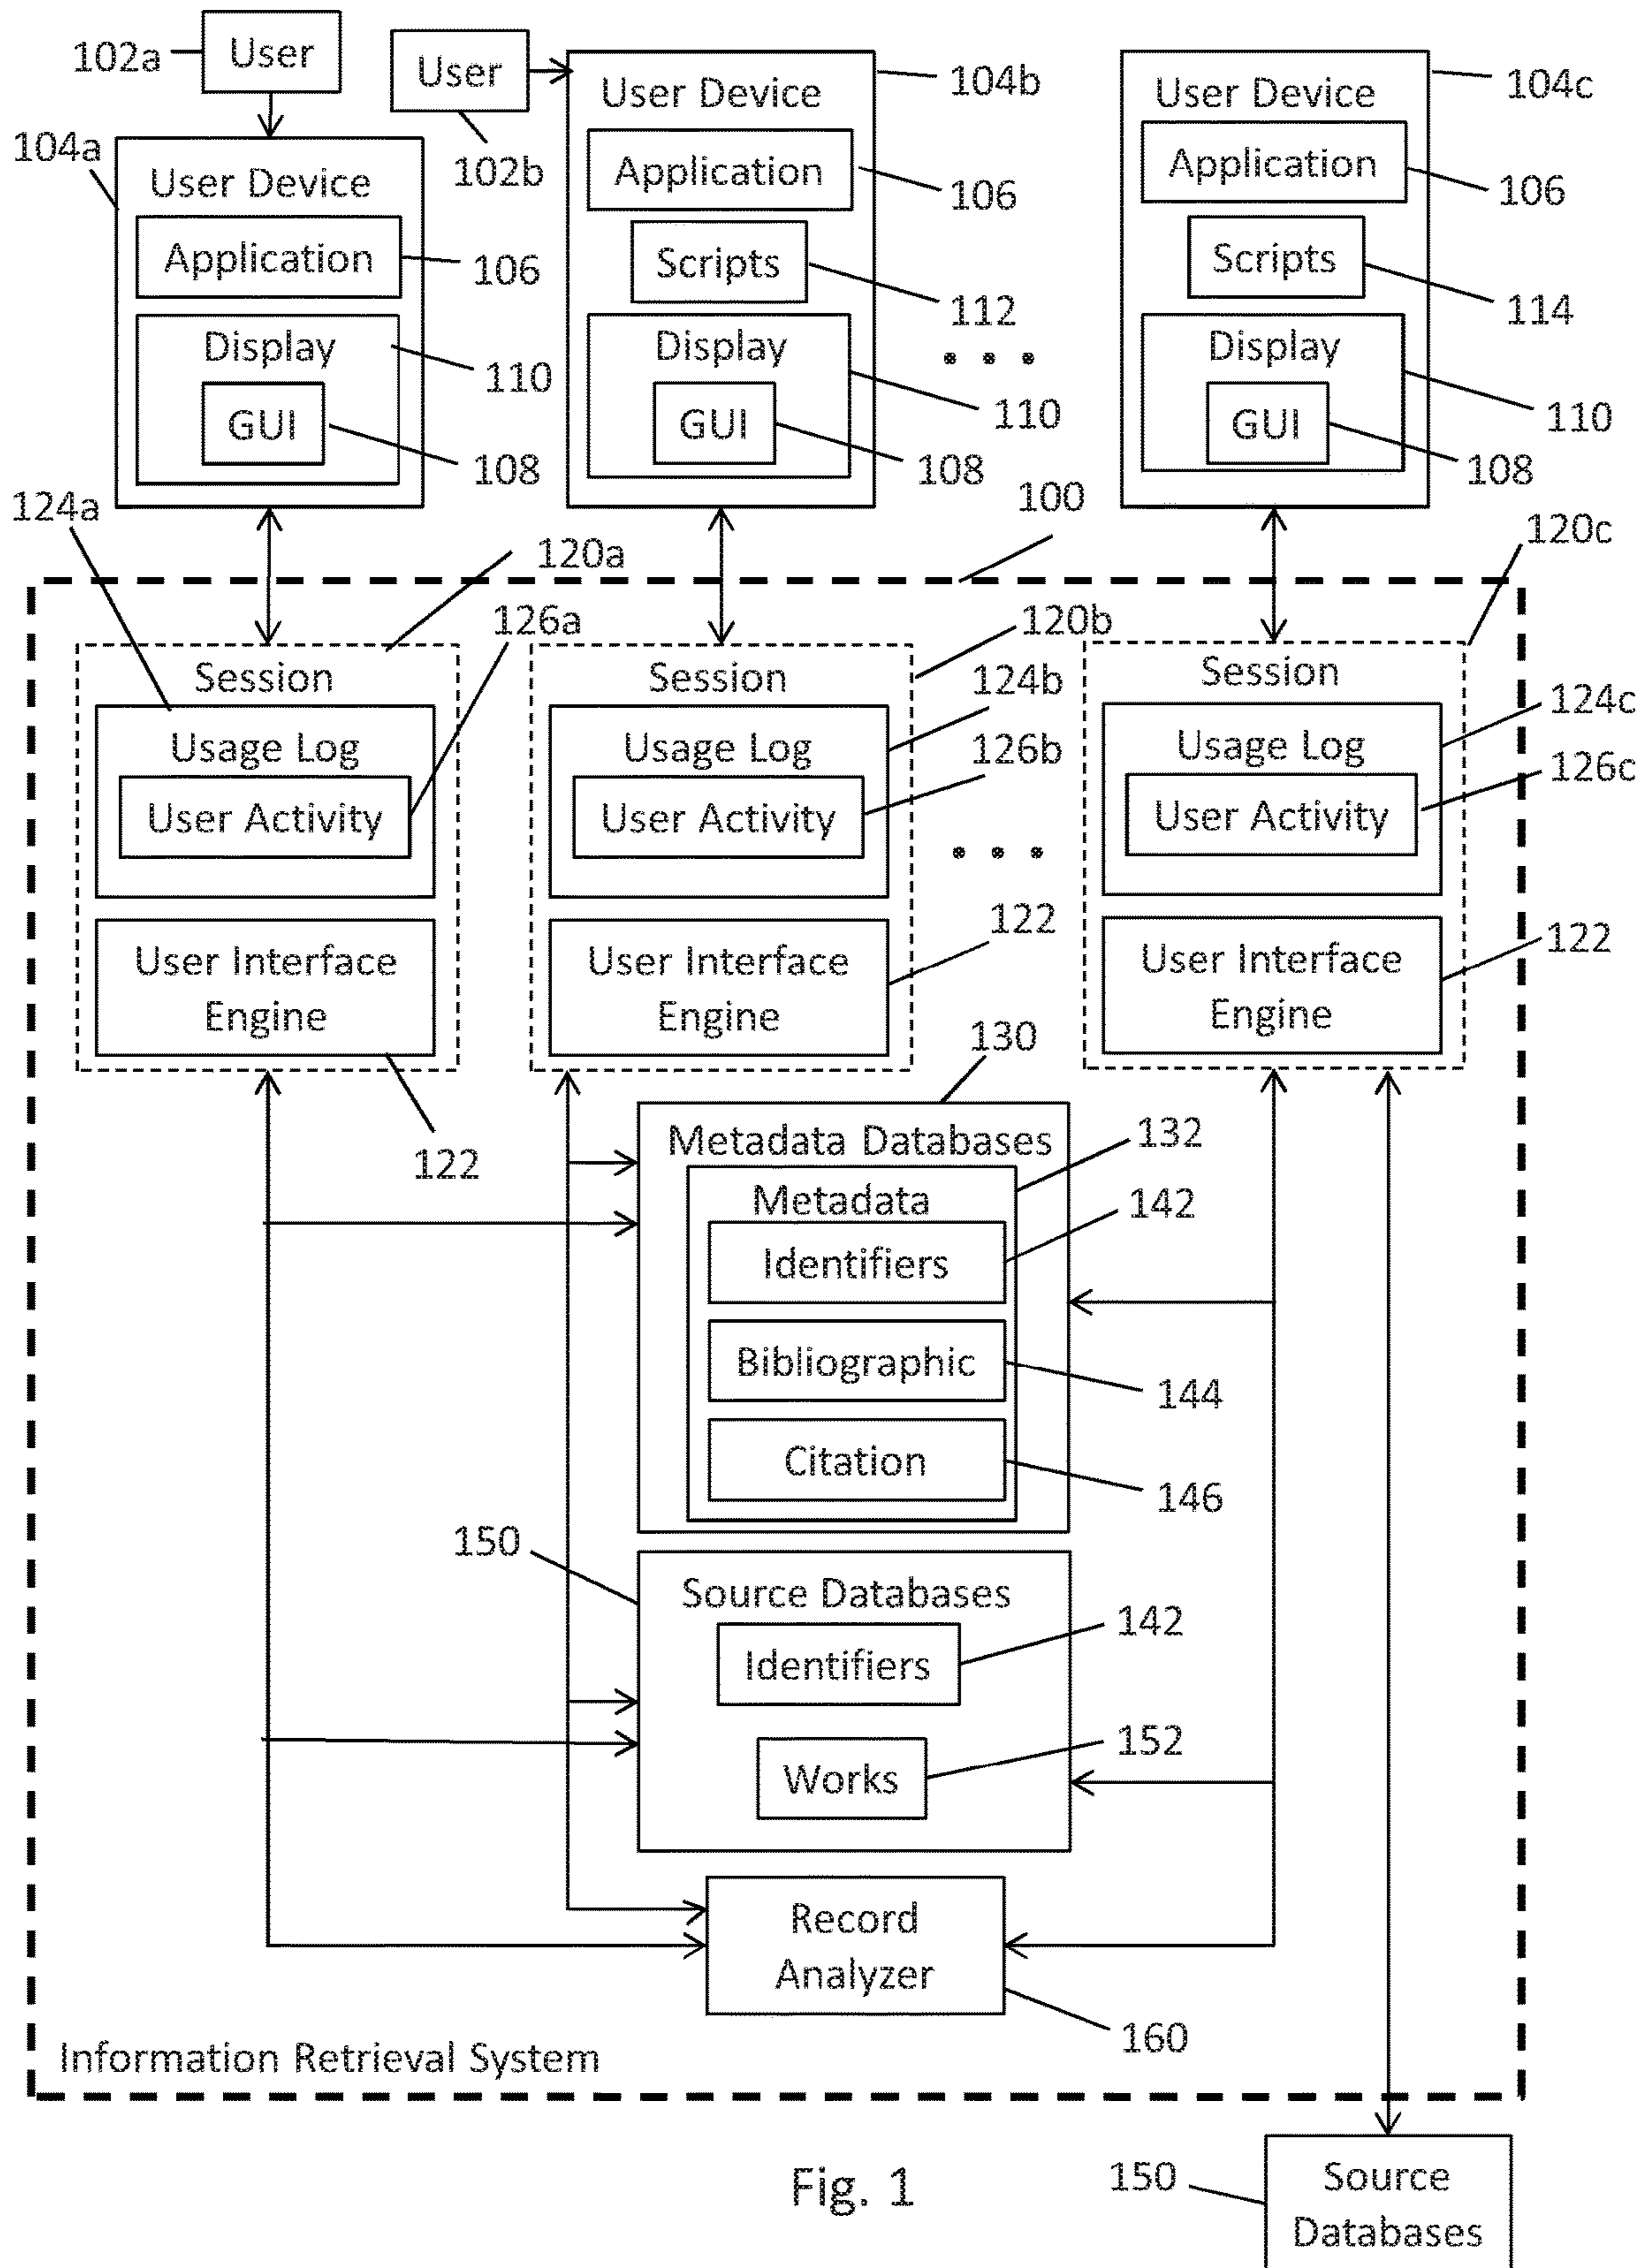 102a
User
User
102b
104a
User Device
Application
106
Display
110
GUI
108
User Device
104b
Application
106
Scripts
112
Display
110
GUI
108
• • •
User Device
104c
Application
106
Scripts
114
Display
110
GUI
108
100
124a
120a
126a
Session
Usage Log
User Activity
User Interface
Engine
122
120b
Session
124b
Usage Log
126b
User Activity
• • •
User Interface
Engine
122
120c
Session
124c
Usage Log
126c
User Activity
User Interface
Engine
122
130
Metadata Databases
132
Metadata
142
Identifiers
Bibliographic
144
Citation
146
150
Source Databases
142
Identifiers
152
Works
Record
Analyzer
160
Information Retrieval System
Fig. 1
150
Source
Databases